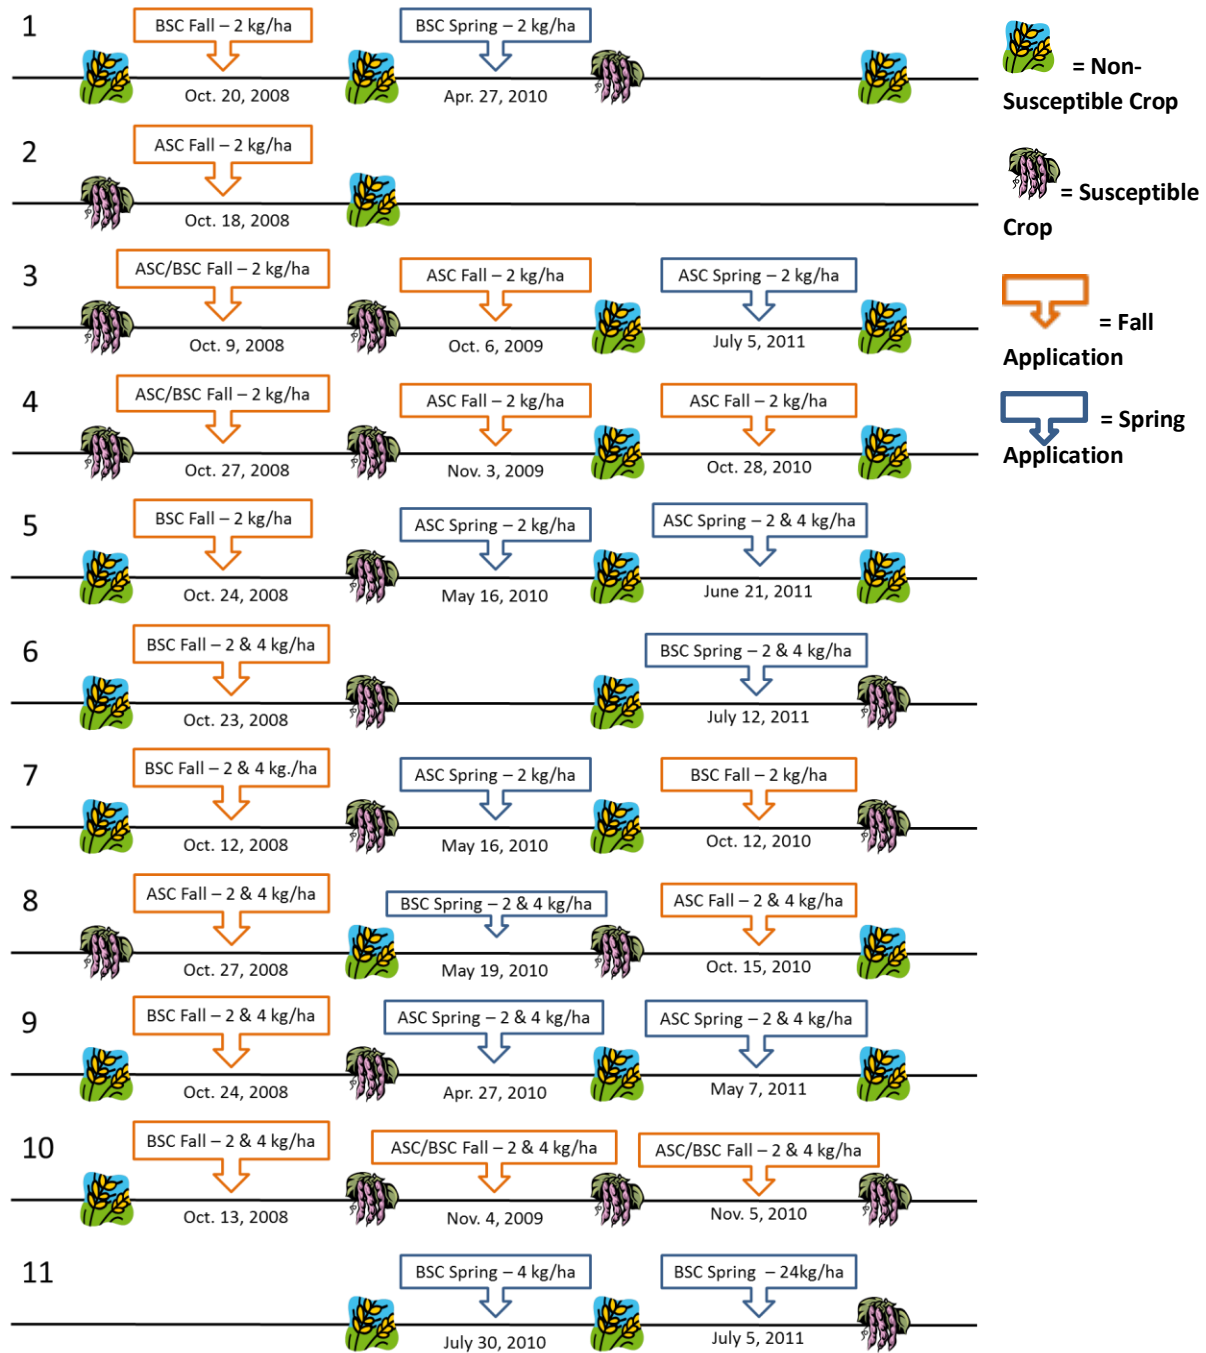 1
BSC Fall – 2 kg/ha
BSC Spring – 2 kg/ha
Oct. 20, 2008
Apr. 27, 2010
2
ASC Fall – 2 kg/ha
Oct. 18, 2008
3
ASC/BSC Fall – 2 kg/ha
ASC Fall – 2 kg/ha
ASC Spring – 2 kg/ha
Oct. 9, 2008
Oct. 6, 2009
July 5, 2011
4
ASC/BSC Fall – 2 kg/ha
ASC Fall – 2 kg/ha
ASC Fall – 2 kg/ha
Oct. 27, 2008
Nov. 3, 2009
Oct. 28, 2010
5
BSC Fall – 2 kg/ha
ASC Spring – 2 kg/ha
ASC Spring – 2 & 4 kg/ha
Oct. 24, 2008
May 16, 2010
June 21, 2011
6
BSC Fall – 2 & 4 kg/ha
BSC Spring – 2 & 4 kg/ha
Oct. 23, 2008
July 12, 2011
7
BSC Fall – 2 & 4 kg./ha
ASC Spring – 2 kg/ha
BSC Fall – 2 kg/ha
Oct. 12, 2008
May 16, 2010
Oct. 12, 2010
8
ASC Fall – 2 & 4 kg/ha
BSC Spring – 2 & 4 kg/ha
ASC Fall – 2 & 4 kg/ha
Oct. 27, 2008
May 19, 2010
Oct. 15, 2010
9
BSC Fall – 2 & 4 kg/ha
ASC Spring – 2 & 4 kg/ha
ASC Spring – 2 & 4 kg/ha
Oct. 24, 2008
Apr. 27, 2010
May 7, 2011
10
BSC Fall – 2 & 4 kg/ha
ASC/BSC Fall – 2 & 4 kg/ha
ASC/BSC Fall – 2 & 4 kg/ha
Oct. 13, 2008
Nov. 4, 2009
Nov. 5, 2010
11
BSC Spring – 4 kg/ha
BSC Spring – 24kg/ha
July 30, 2010
July 5, 2011
= Non-
Susceptible Crop
= Susceptible
Crop
= Fall
Application
= Spring
Application